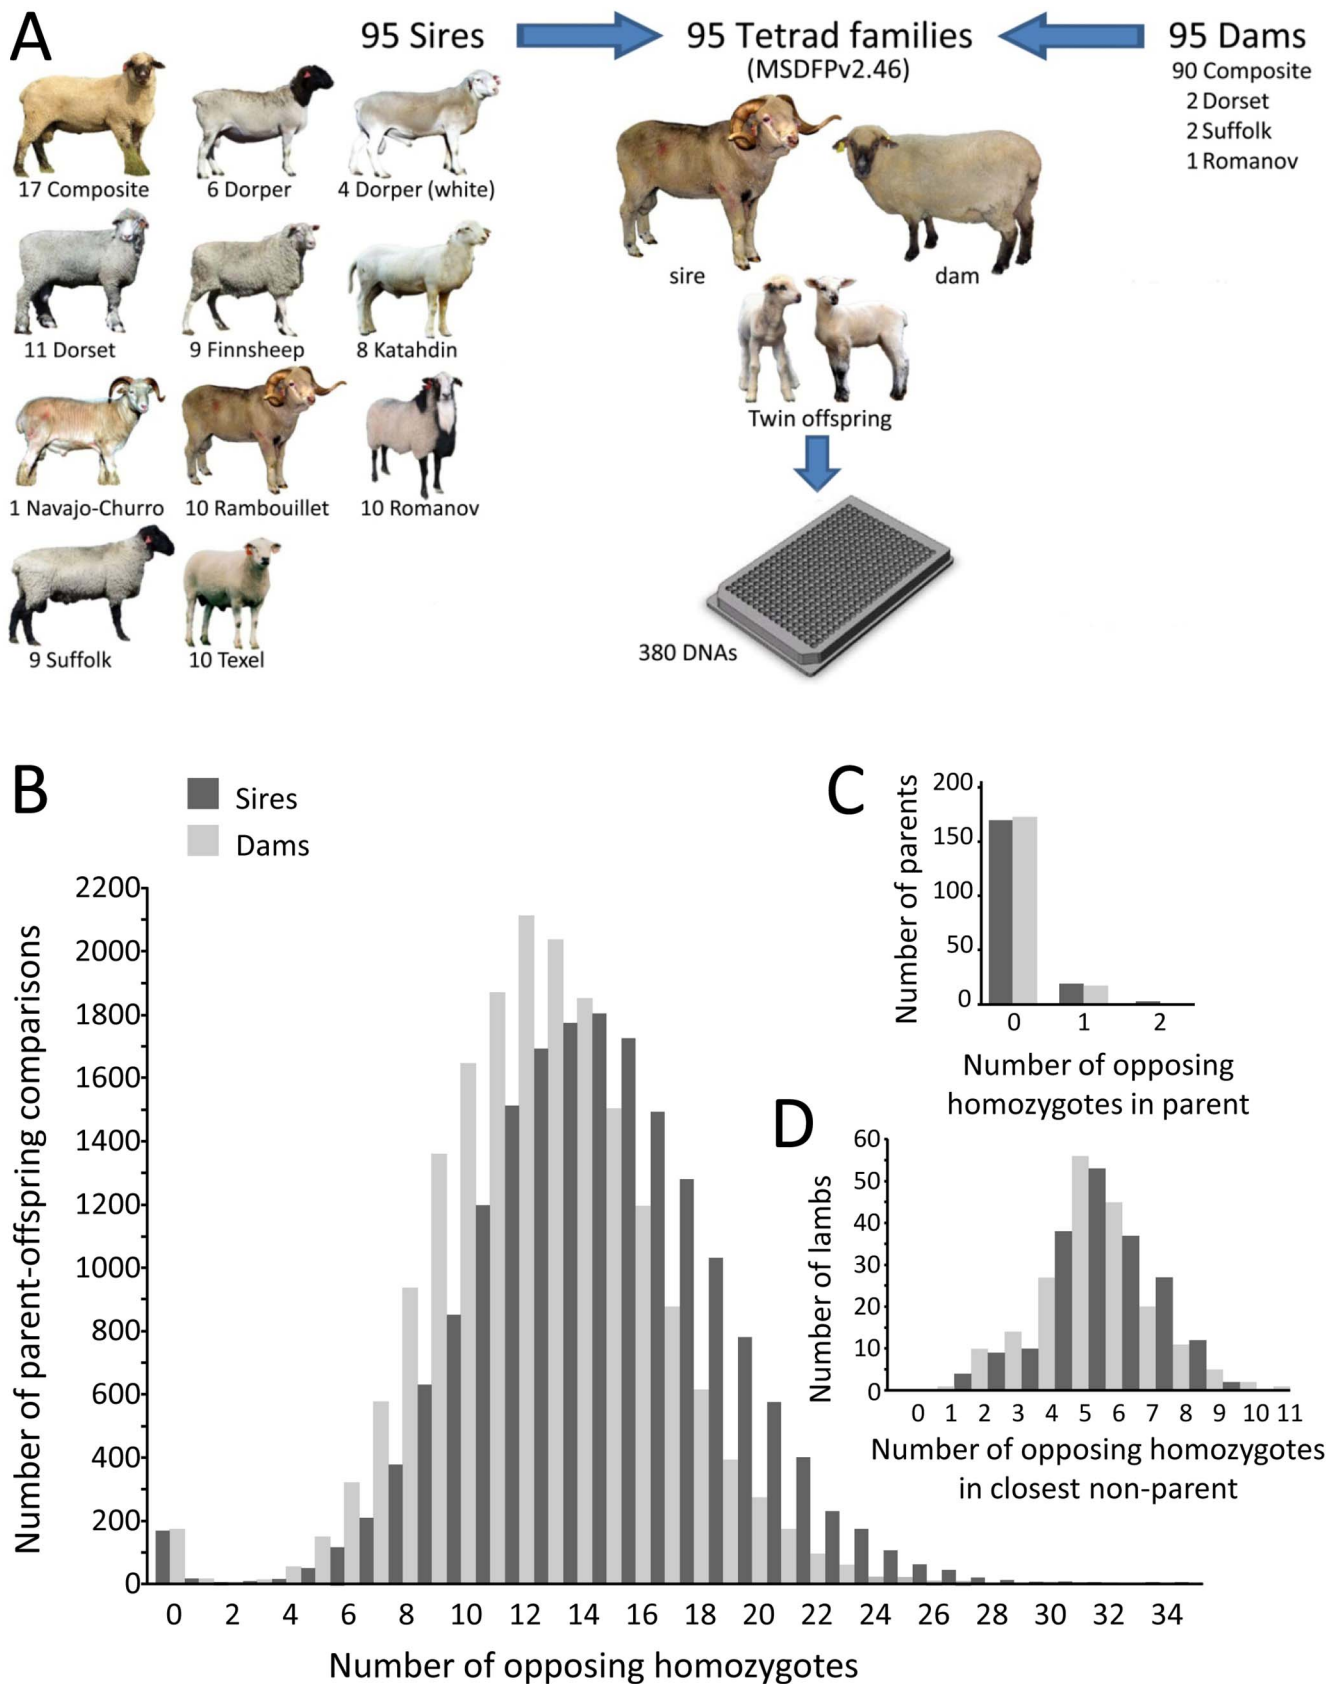 A
95 Sires
95 Tetrad families
(MSDFPv2.46)
95 Dams
90 Composite
2 Dorset
2 Suffolk
1 Romanov
17 Composite
6 Dorper
4 Dorper (white)
11 Dorset
9 Finnsheep
8 Katahdin
1 Navajo-Churro
10 Rambouillet
10 Romanov
9 Suffolk
10 Texel
sire
dam
Twin offspring
380 DNAs
B
Sires
Dams
Number of parent-offspring comparisons
2200
2000
1800
1600
1400
1200
1000
800
600
400
200
0
0 2 4 6 8 10 12 14 16 18 20 22 24 26 28 30 32 34
Number of opposing homozygotes
C
Number of parents
200
150
100
50
0
0 1 2
Number of opposing
homozygotes in parent
D
Number of lambs
60
50
40
30
20
10
0
0 1 2 3 4 5 6 7 8 9 10 11
Number of opposing homozygotes
in closest non-parent